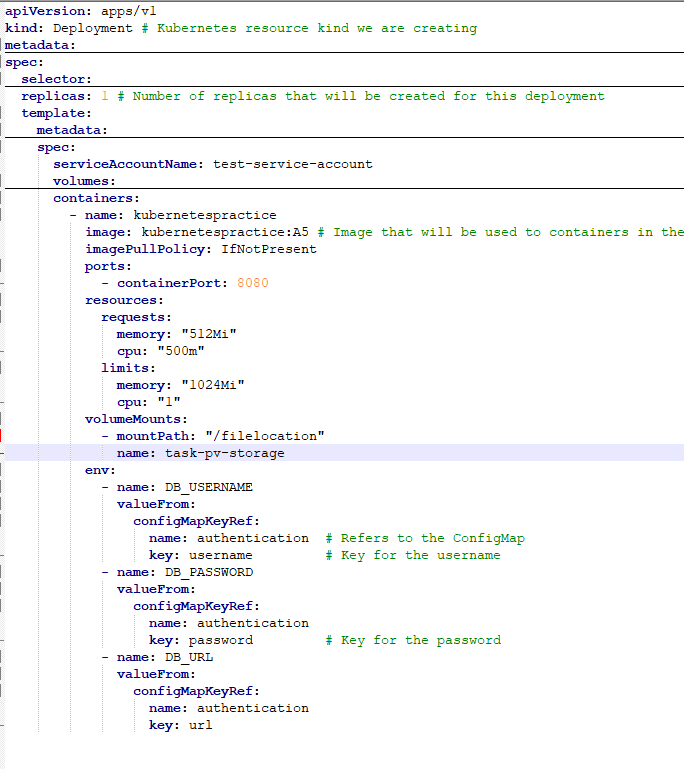 apiVersion: apps/v1
kind: Deployment # Kubernetes resource kind we are creating
metadata:
spec:
  selector:
  replicas: 1 # Number of replicas that will be created for this deployment
  template:
    metadata:
    spec:
      serviceAccountName: test-service-account
      volumes:
      containers:
        - name: kubernetespractice
          image: kubernetespractice:A5 # Image that will be used to containers in the
          imagePullPolicy: IfNotPresent
          ports:
            - containerPort: 8080
          resources:
            requests:
              memory: "512Mi"
              cpu: "500m"
            limits:
              memory: "1024Mi"
              cpu: "1"
          volumeMounts:
            - mountPath: "/filelocation"
              name: task-pv-storage
          env:
            - name: DB_USERNAME
              valueFrom:
                configMapKeyRef:
                  name: authentication  # Refers to the ConfigMap
                  key: username         # Key for the username
            - name: DB_PASSWORD
              valueFrom:
                configMapKeyRef:
                  name: authentication
                  key: password         # Key for the password
            - name: DB_URL
              valueFrom:
                configMapKeyRef:
                  name: authentication
                  key: url